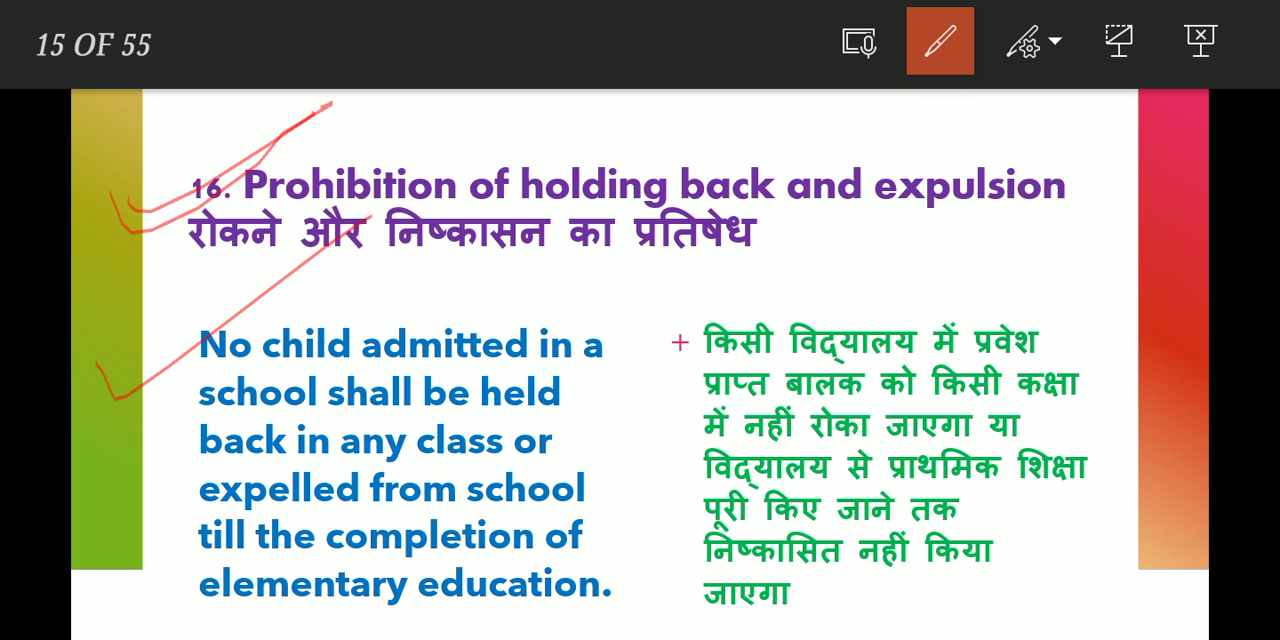 15 OF 55
16. Prohibition of holding back and expulsion
रोकने और निष्कासन का प्रतिषेध
No child admitted in a
school shall be held
back in any class or
expelled from school
till the completion of
elementary education.
+ किसी विद्यालय में प्रवेश
प्राप्त बालक को किसी कक्षा
में नहीं रोका जाएगा या
विद्यालय से प्राथमिक शिक्षा
पूरी किए जाने तक
निष्कासित नहीं किया
जाएगा